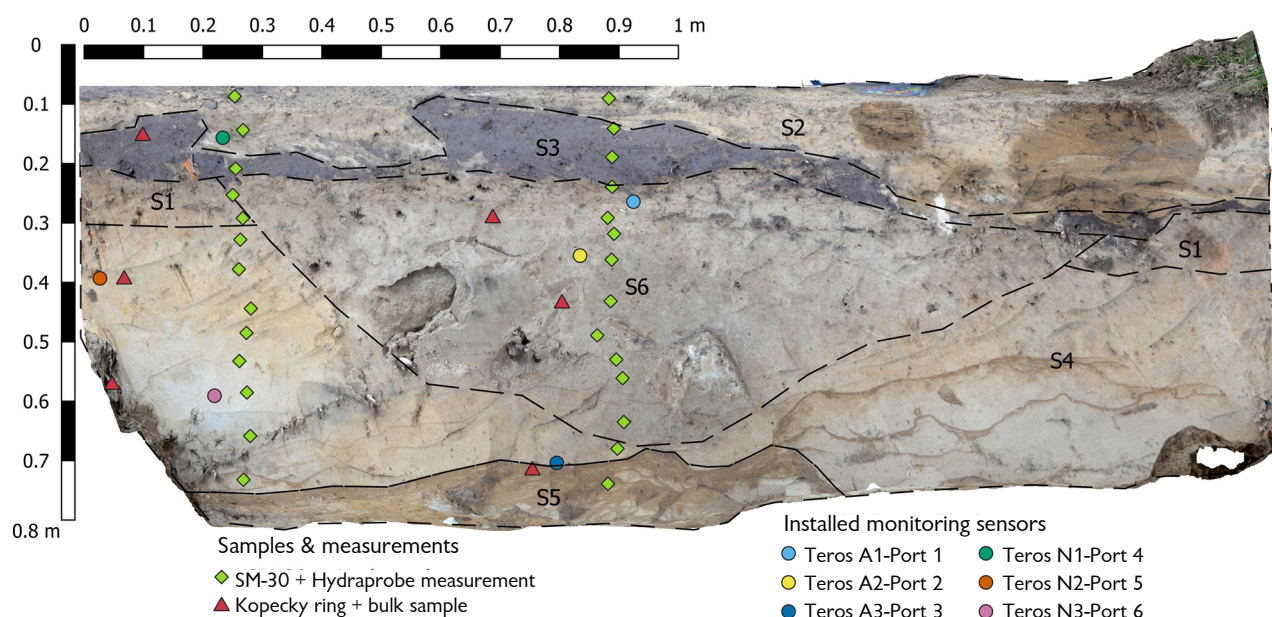 0 0.1 0.2 0.3 0.4 0.5 0.6 0.7 0.8 0.9 1 m
0
0.1
0.2
0.3
0.4
0.5
0.6
0.7
0.8 m
S2
S3
S1
S1
S6
S4
S5
Samples & measurements
SM-30 + Hydraprobe measurement
Kopecky ring + bulk sample
Installed monitoring sensors
Teros A1-Port 1 Teros N1-Port 4
Teros A2-Port 2 Teros N2-Port 5
Teros A3-Port 3 Teros N3-Port 6